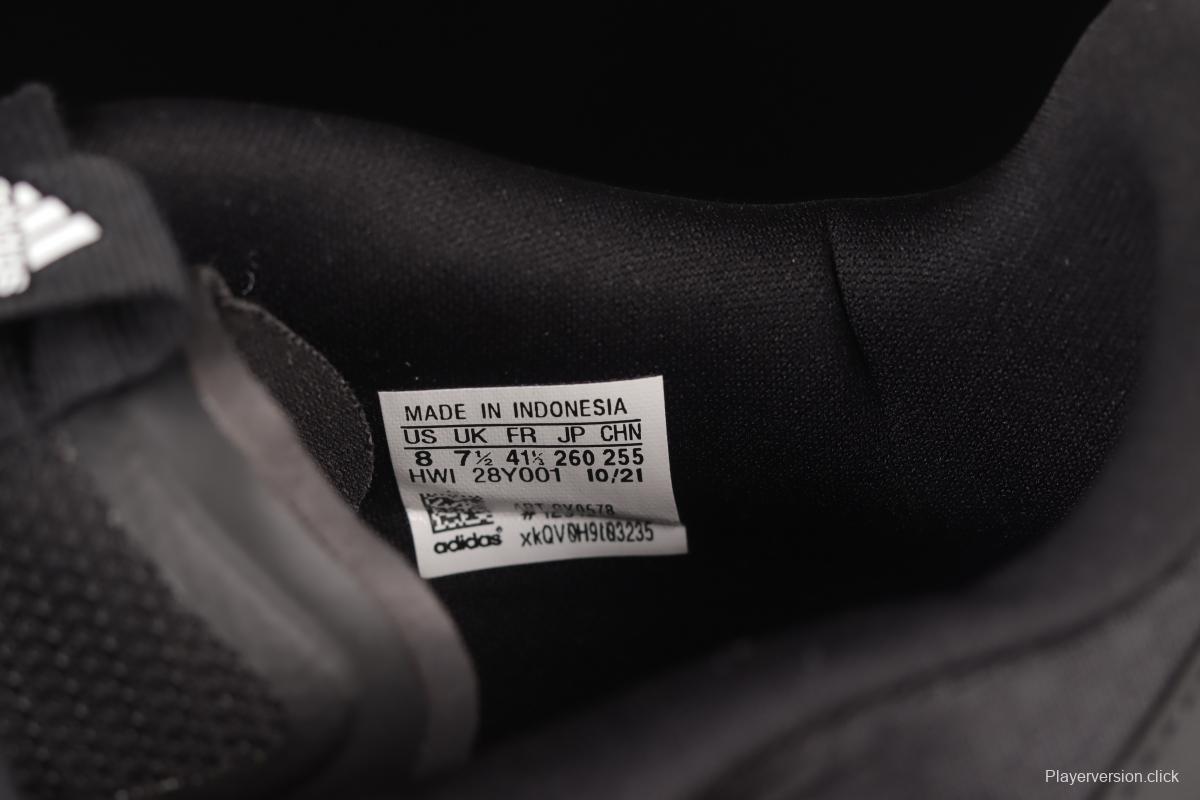 MADE IN INDONESIA
US UK FR JP CHN
8 7½ 41⅓ 260 255
HWI 28Y001 10/21
adidas
Playerversion.click